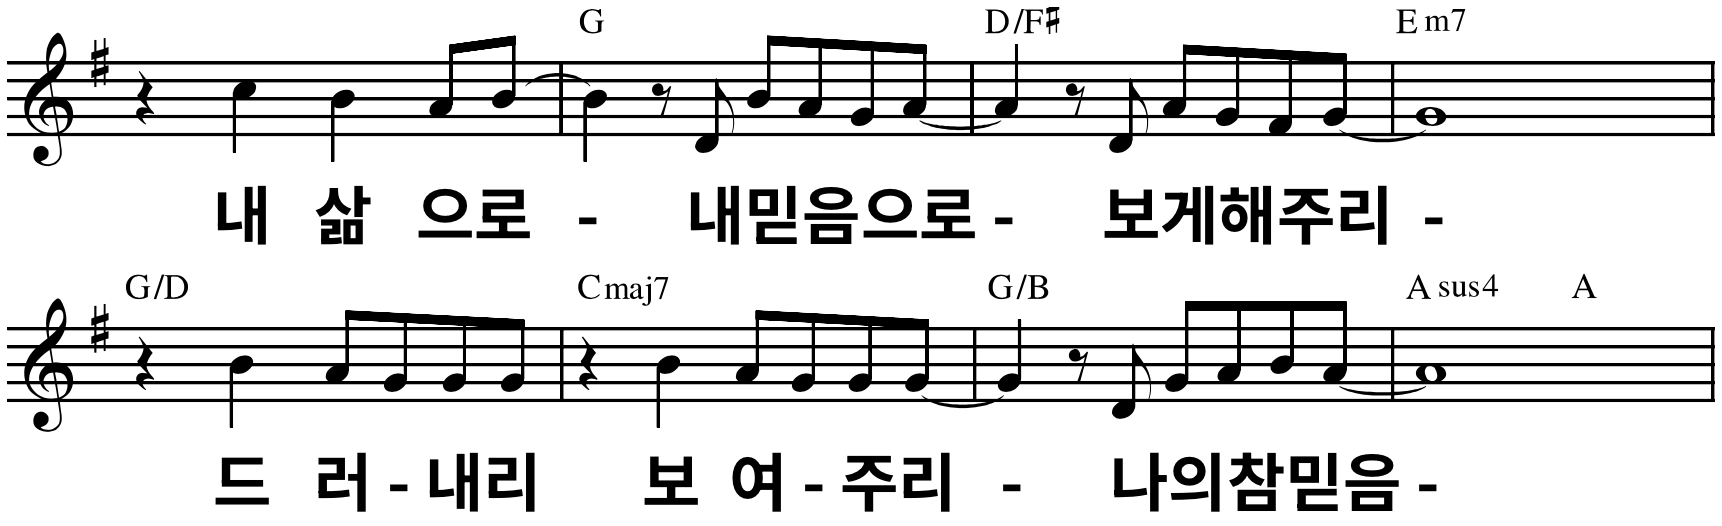 G D/F♯ Em7
내 삶 으로 - 내믿음으로 - 보게해주리 -
G/D Cmaj7 G/B Asus4 A
드 러 - 내리 보 여 - 주리 - 나의참믿음 -